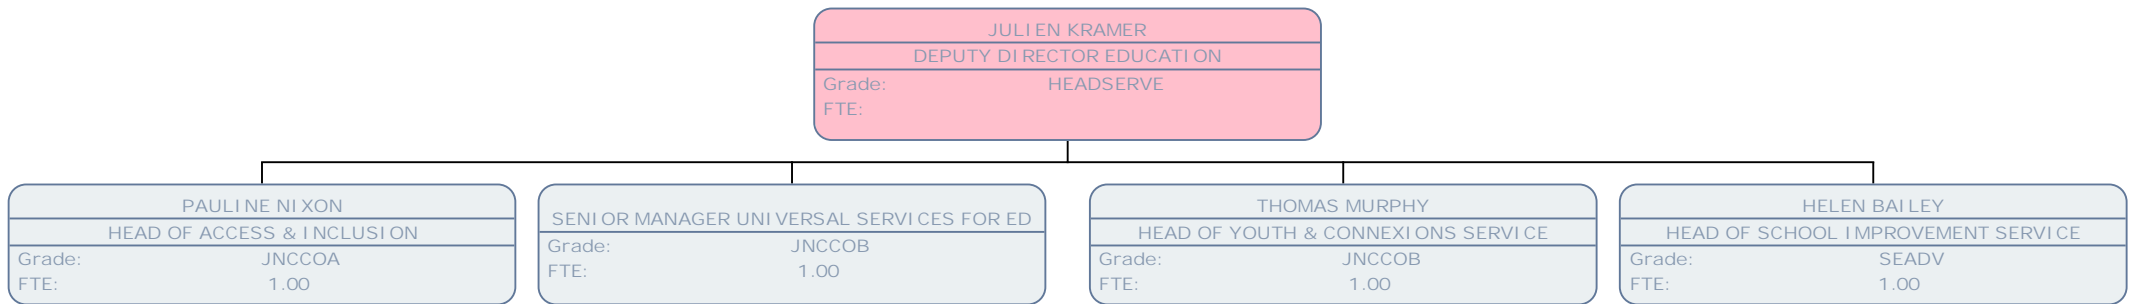 JULIEN KRAMER
DEPUTY DIRECTOR EDUCATION
Grade: HEADSERVE
FTE:
PAULINE NIXON
HEAD OF ACCESS & INCLUSION
Grade: JNCCOA
FTE: 1.00
SENIOR MANAGER UNIVERSAL SERVICES FOR ED
Grade: JNCCOB
FTE: 1.00
THOMAS MURPHY
HEAD OF YOUTH & CONNEXIONS SERVICE
Grade: JNCCOB
FTE: 1.00
HELEN BAILEY
HEAD OF SCHOOL IMPROVEMENT SERVICE
Grade: SEADV
FTE: 1.00